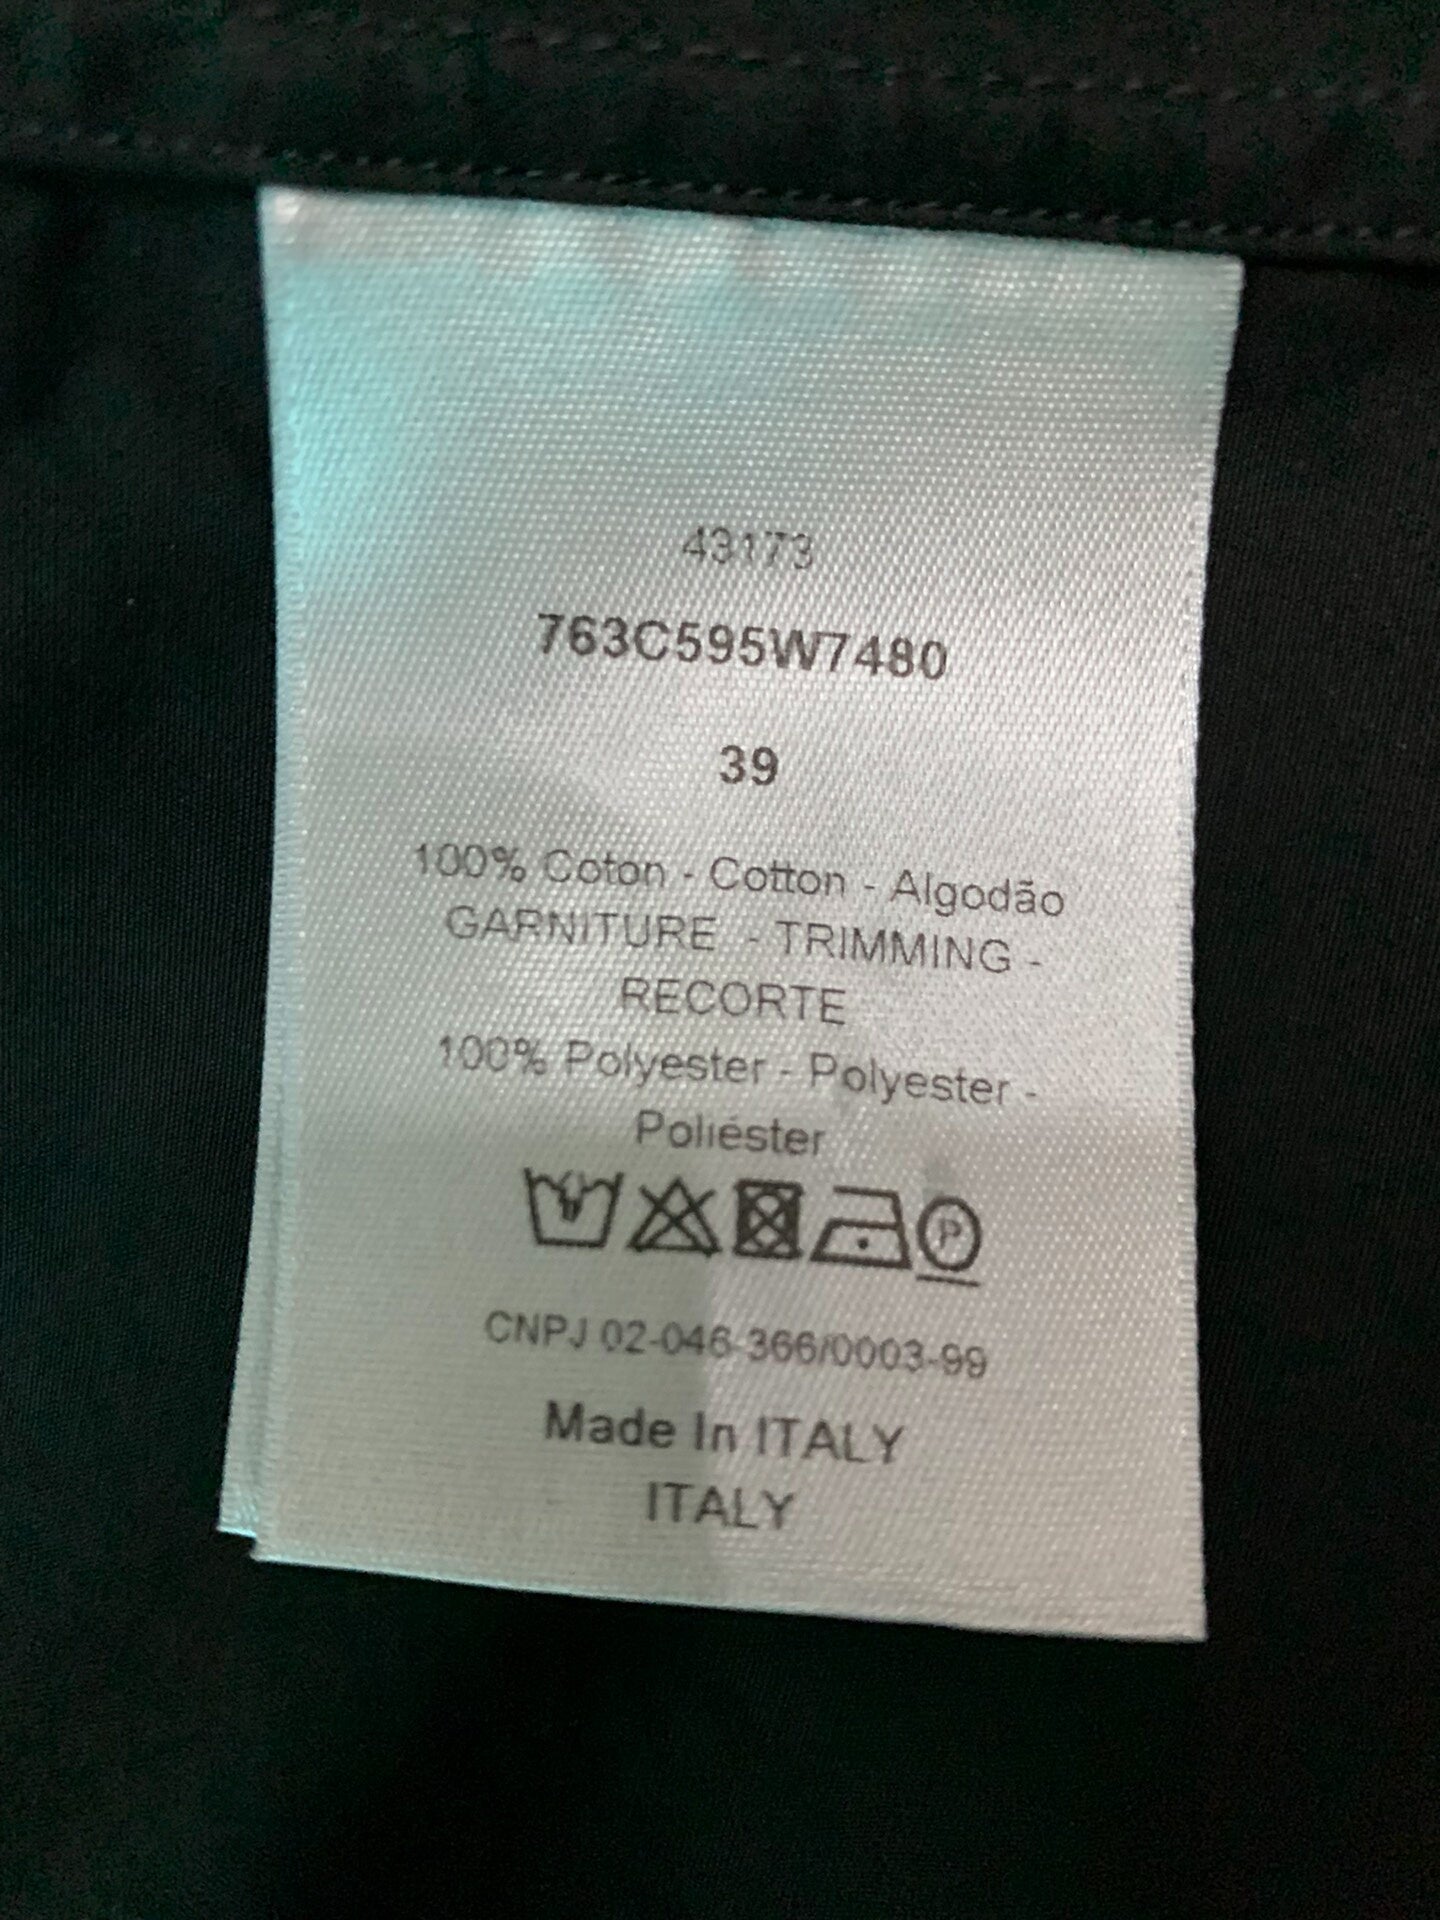 43173
763C595W7480
39
100% Coton - Cotton - Algodão
GARNITURE - TRIMMING -
RECORTE
100% Polyester - Polyester -
Poliéster
P
CNPJ 02-046-366/0003-99
Made In ITALY
ITALY